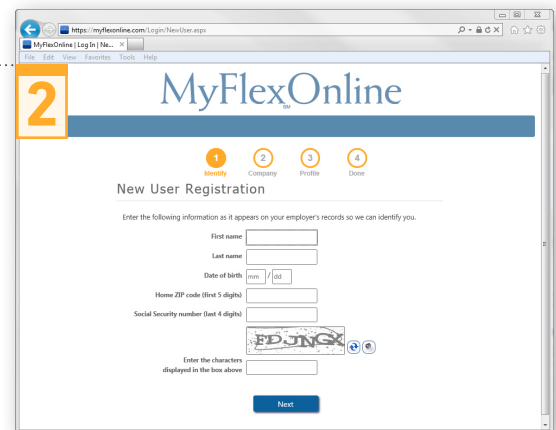 https://myflexonline.com/Login/NewUser.aspx
MyFlexOnline | Log In | Ne...
File Edit View Favorites Tools Help
2
MyFlexOnline
SM
1 2 3 4
Identify Company Profile Done
New User Registration
Enter the following information as it appears on your employer's records so we can identify you.
First name
Last name
Date of birth mm / dd
Home ZIP code (first 5 digits)
Social Security number (last 4 digits)
FDJNGX
Enter the characters
displayed in the box above
Next